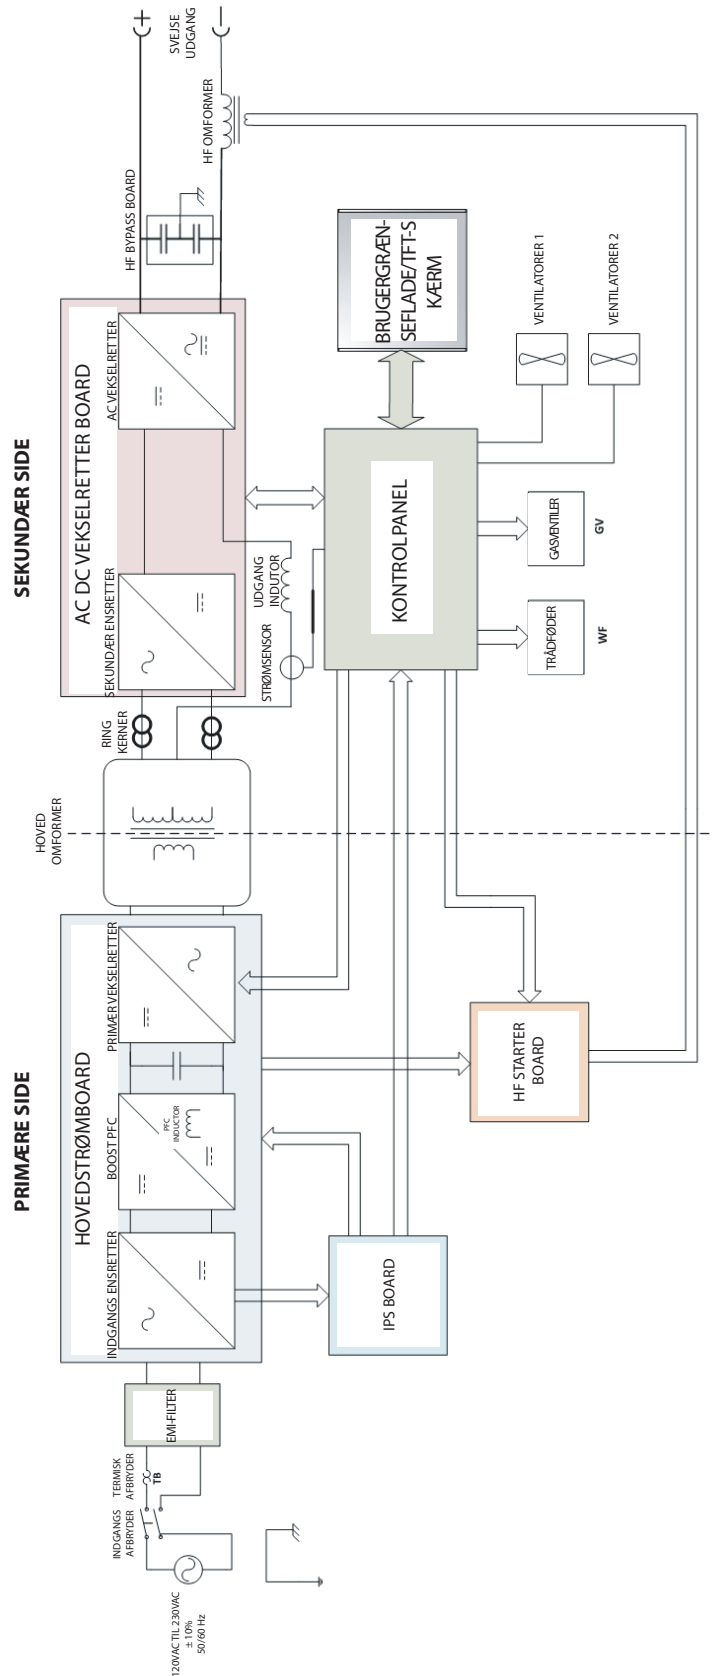 PRIMÆRE SIDE
SEKUNDÆR SIDE
120VAC TIL 230VAC
± 10%
50/60 Hz
INDGANGS
AFBRYDER
TERMISK
AFBRYDER
TB
EMI-FILTER
HOVEDSTRØMBOARD
INDGANGS ENSRETTER
BOOST PFC
PFC
INDUCTOR
PRIMÆR VEKSELRETTER
HOVED
OMFORMER
RING
KERNER
AC DC VEKSELRETTER BOARD
SEKUNDÆR ENSRETTER
AC VEKSELRETTER
STRØMSENSOR
UDGANG
INDUTOR
HF BYPASS BOARD
HF OMFORMER
SVEJSE
UDGANG
+
−
IPS BOARD
HF STARTER
BOARD
KONTROLPANEL
BRUGERGRÆN-
SEFLADE/TFT-S
KÆRM
TRÅDFØDER
WF
GASVENTILER
GV
VENTILATORER 1
VENTILATORER 2